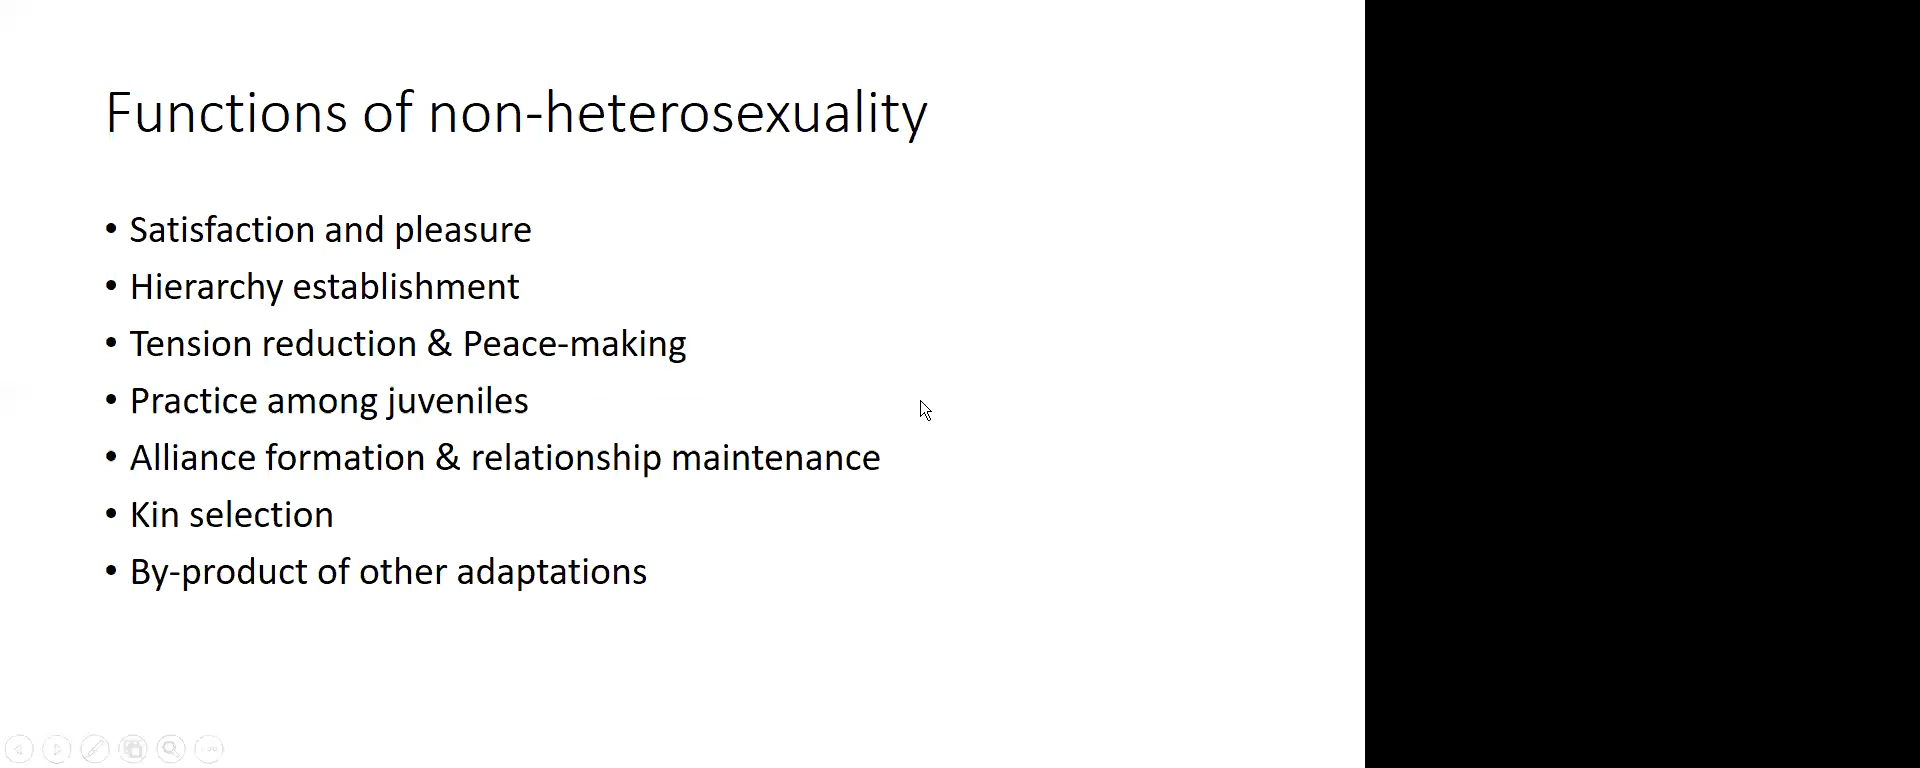 Functions of non-heterosexuality
• Satisfaction and pleasure
• Hierarchy establishment
• Tension reduction & Peace-making
• Practice among juveniles
• Alliance formation & relationship maintenance
• Kin selection
• By-product of other adaptations